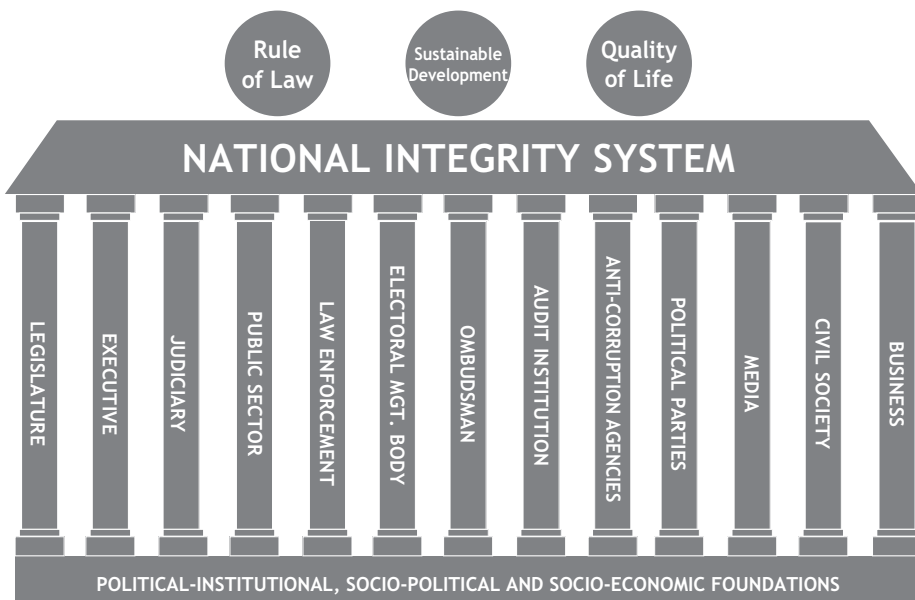 Rule
of Law
Sustainable
Development
Quality
of Life
NATIONAL INTEGRITY SYSTEM
LEGISLATURE
EXECUTIVE
JUDICIARY
PUBLIC SECTOR
LAW ENFORCEMENT
ELECTORAL MGT. BODY
OMBUDSMAN
AUDIT INSTITUTION
ANTI-CORRUPTION AGENCIES
POLITICAL PARTIES
MEDIA
CIVIL SOCIETY
BUSINESS
POLITICAL-INSTITUTIONAL, SOCIO-POLITICAL AND SOCIO-ECONOMIC FOUNDATIONS